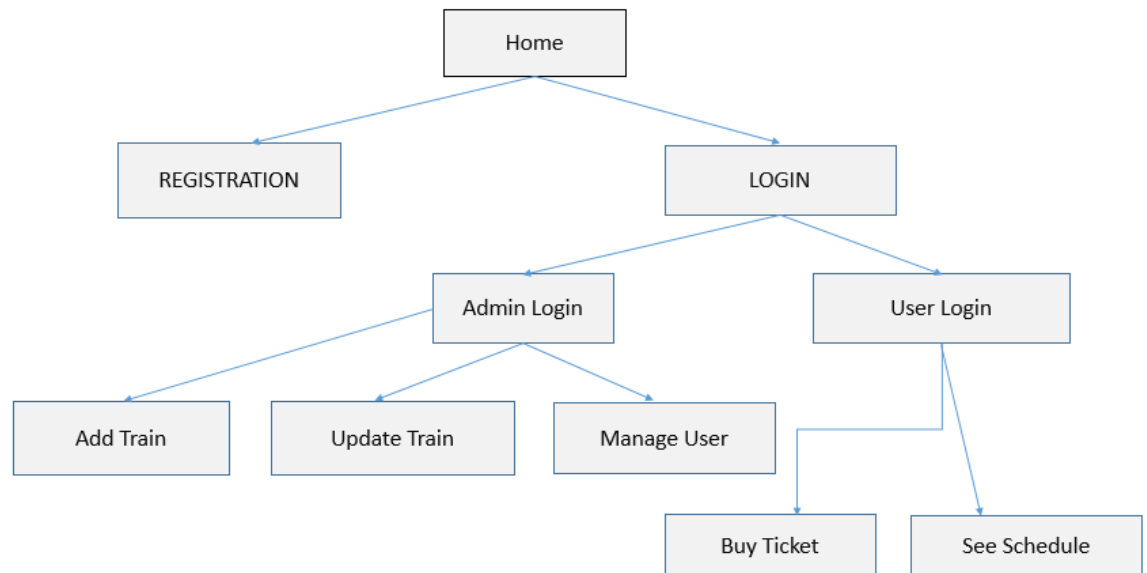 Home
REGISTRATION
LOGIN
Admin Login
User Login
Add Train
Update Train
Manage User
Buy Ticket
See Schedule